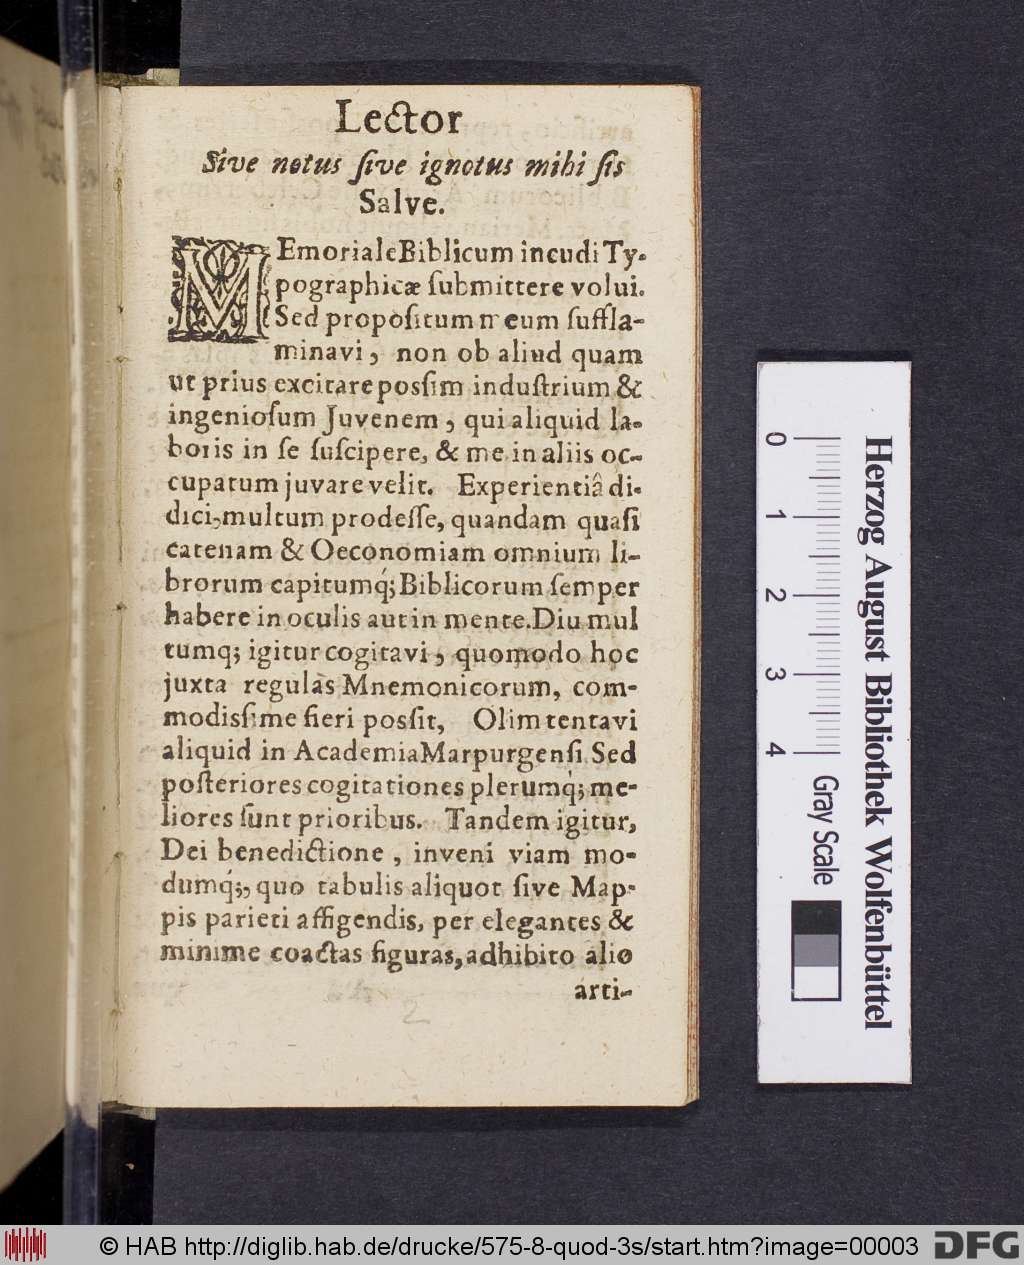 Lector
Sive notus ſive ignotus mihi ſis
Salve.
MEmoriale Biblicum incudi Ty-
pographicæ ſubmittere volui.
Sed propoſitum meum ſuffla-
minavi, non ob aliud quam
ut prius excitare poſſim induſtrium &
ingenioſum Juvenem, qui aliquid la-
boris in ſe ſuſcipere, & me in aliis oc-
cupatum juvare velit. Experientiâ di-
dici, multum prodeſſe, quandam quaſi
catenam & Oeconomiam omnium li-
brorum capitumq́; Biblicorum ſemper
habere in oculis aut in mente. Diu mul
tumq; igitur cogitavi, quomodo hoc
juxta regulas Mnemonicorum, com-
modisſime fieri posſit, Olim tentavi
aliquid in Academia Marpurgenſi Sed
poſteriores cogitationes plerumq́; me-
liores ſunt prioribus. Tandem igitur,
Dei benedictione, inveni viam mo-
dumq́;, quo tabulis aliquot ſive Map-
pis parieti affigendis, per elegantes &
minime coactas figuras, adhibito alio
arti-
2
0 1 2 3 4
Gray Scale
Herzog August Bibliothek Wolfenbüttel
© HAB http://diglib.hab.de/drucke/575-8-quod-3s/start.htm?image=00003
DFG